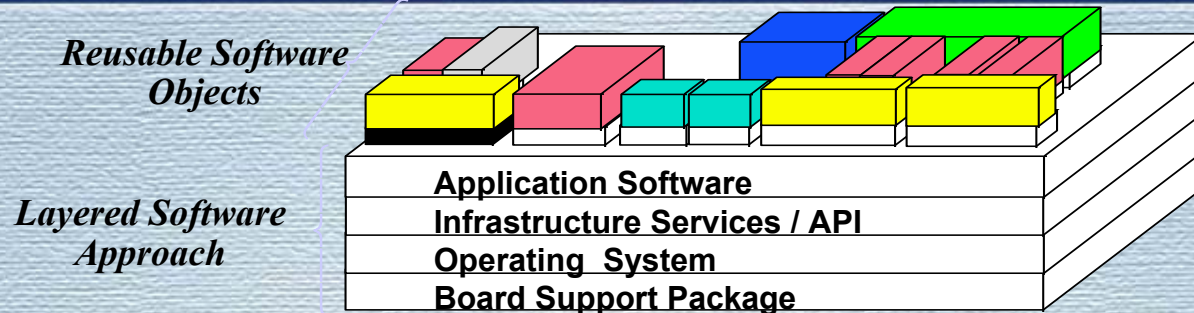 Reusable Software
Objects
Layered Software
Approach
Application Software
Infrastructure Services / API
Operating System
Board Support Package